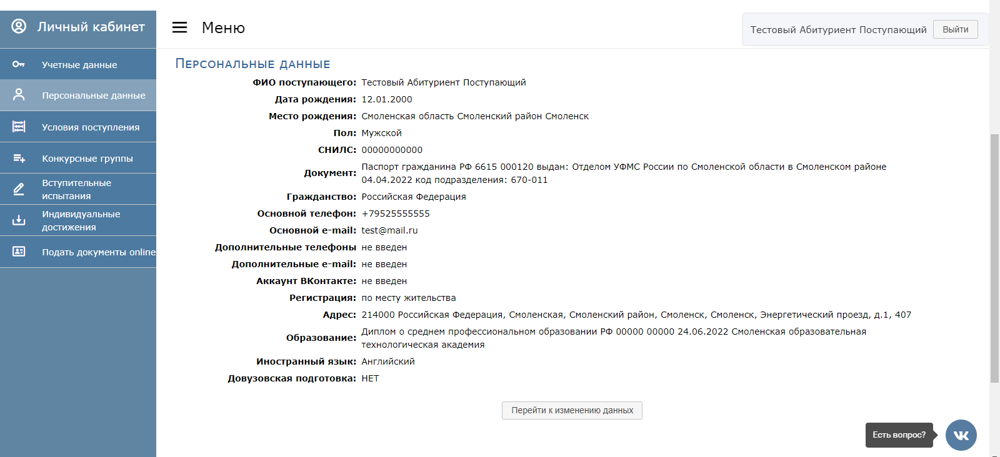 Личный кабинет
Меню
Тестовый Абитуриент Поступающий
Выйти
Учетные данные
Персональные данные
Условия поступления
Конкурсные группы
Вступительные
испытания
Индивидуальные
достижения
Подать документы online
Персональные данные
ФИО поступающего: Тестовый Абитуриент Поступающий
Дата рождения: 12.01.2000
Место рождения: Смоленская область Смоленский район Смоленск
Пол: Мужской
СНИЛС: 00000000000
Документ: Паспорт гражданина РФ 6615 000120 выдан: Отделом УФМС России по Смоленской области в Смоленском районе
04.04.2022 код подразделения: 670-011
Гражданство: Российская Федерация
Основной телефон: +79525555555
Основной e-mail: test@mail.ru
Дополнительные телефоны не введен
Дополнительные e-mail: не введен
Аккаунт ВКонтакте: не введен
Регистрация: по месту жительства
Адрес: 214000 Российская Федерация, Смоленская, Смоленский район, Смоленск, Смоленск, Энергетический проезд, д.1, 407
Образование: Диплом о среднем профессиональном образовании РФ 00000 00000 24.06.2022 Смоленская образовательная
технологическая академия
Иностранный язык: Английский
Довузовская подготовка: НЕТ
Перейти к изменению данных
Есть вопрос?